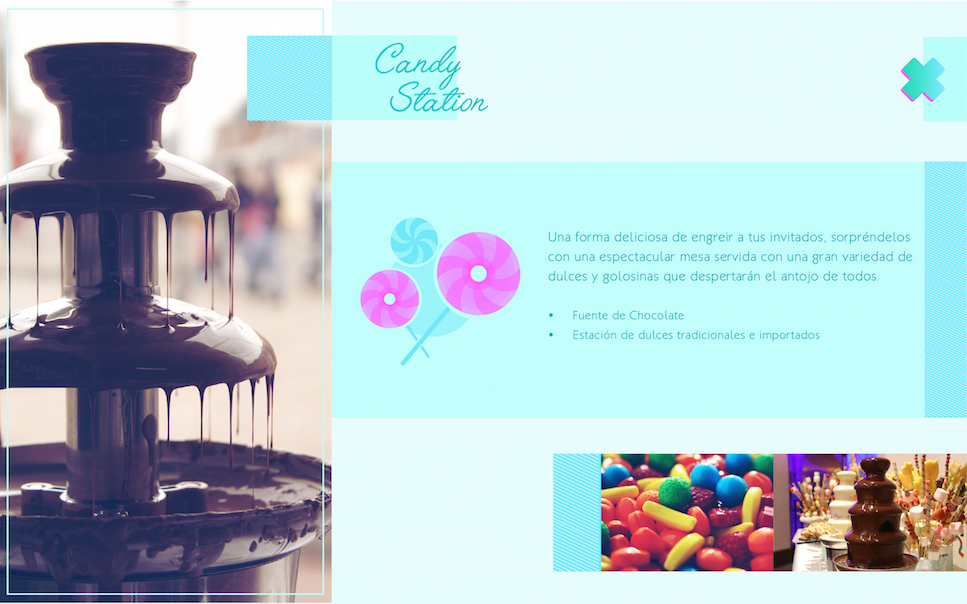 Candy
Station
Una forma deliciosa de engreir a tus invitados, sorpréndelos
con una espectacular mesa servida con una gran variedad de
dulces y golosinas que despertarán el antojo de todos.
• Fuente de Chocolate
• Estación de dulces tradicionales e importados